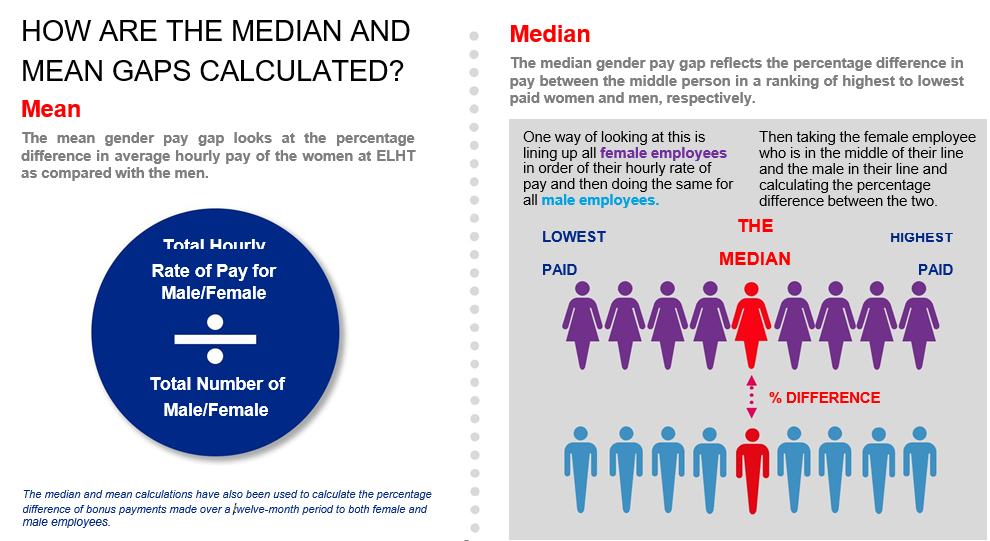 HOW ARE THE MEDIAN AND
MEAN GAPS CALCULATED?
Mean
The mean gender pay gap looks at the percentage
difference in average hourly pay of the women at ELHT
as compared with the men.
Total Hourly
Rate of Pay for
Male/Female
Total Number of
Male/Female
The median and mean calculations have also been used to calculate the percentage
difference of bonus payments made over a twelve-month period to both female and
male employees.
Median
The median gender pay gap reflects the percentage difference in
pay between the middle person in a ranking of highest to lowest
paid women and men, respectively.
One way of looking at this is
lining up all female employees
in order of their hourly rate of
pay and then doing the same for
all male employees.
Then taking the female employee
who is in the middle of their line
and the male in their line and
calculating the percentage
difference between the two.
LOWEST
PAID
THE
MEDIAN
HIGHEST
PAID
% DIFFERENCE